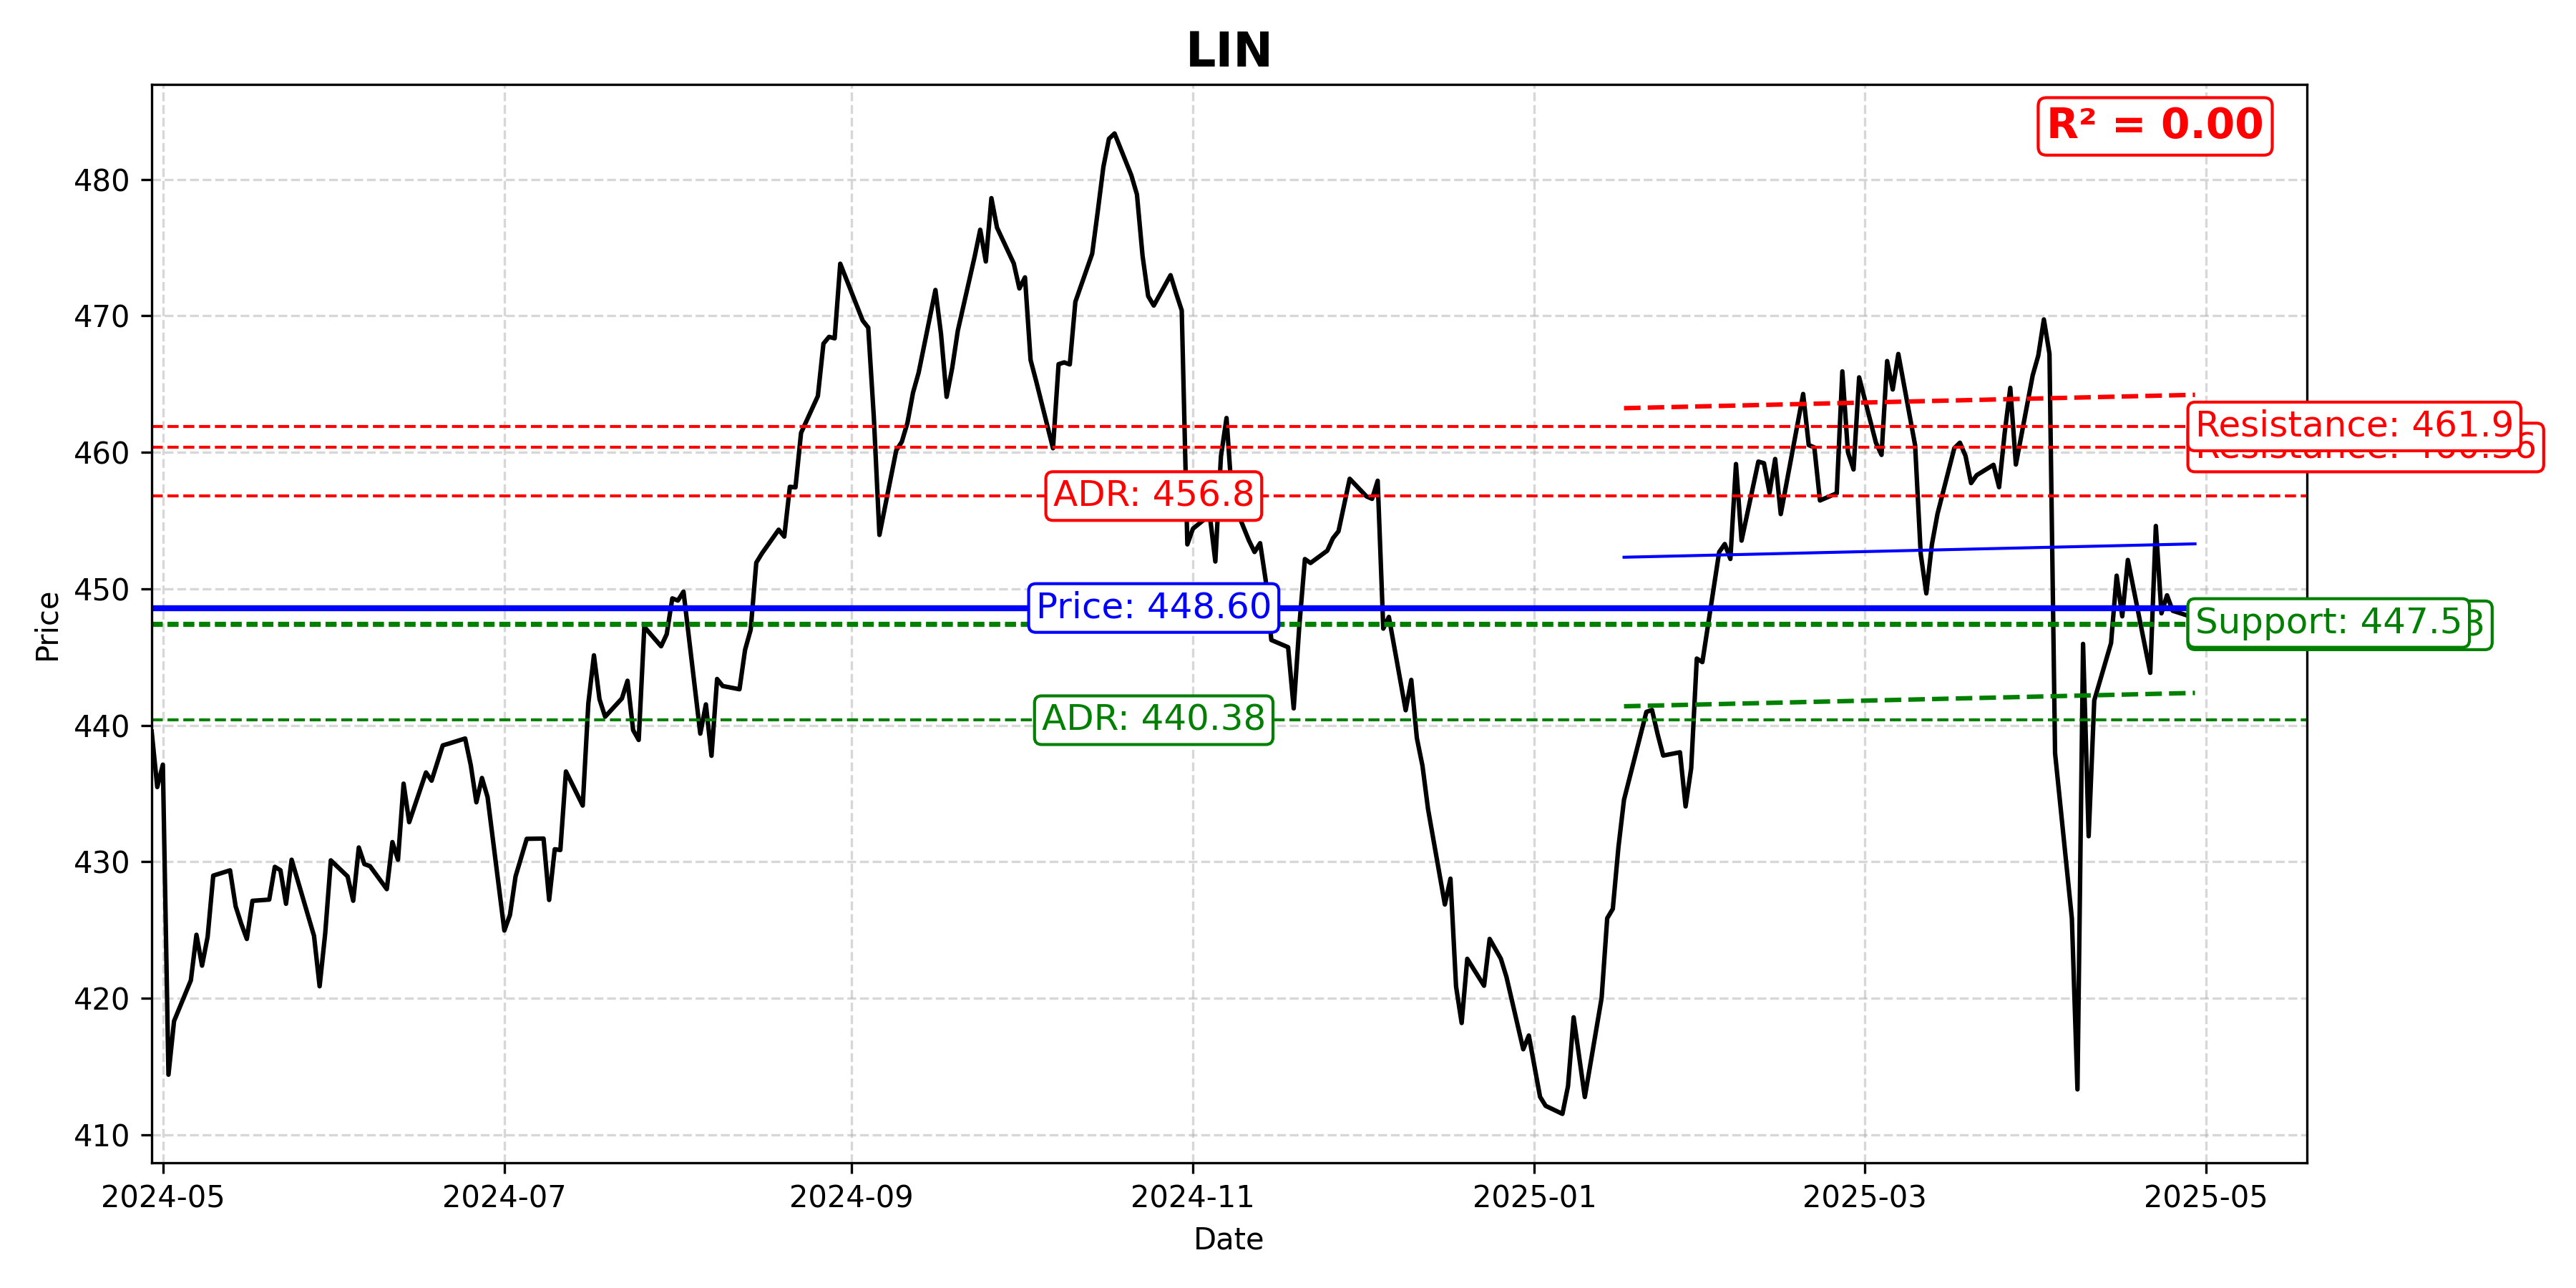 LIN
R² = 0.00
480
470
460
450
440
430
420
410
Price
Resistance: 461.9
ADR: 456.8
Price: 448.60
Support: 447.5
ADR: 440.38
2024-05
2024-07
2024-09
2024-11
2025-01
2025-03
2025-05
Date